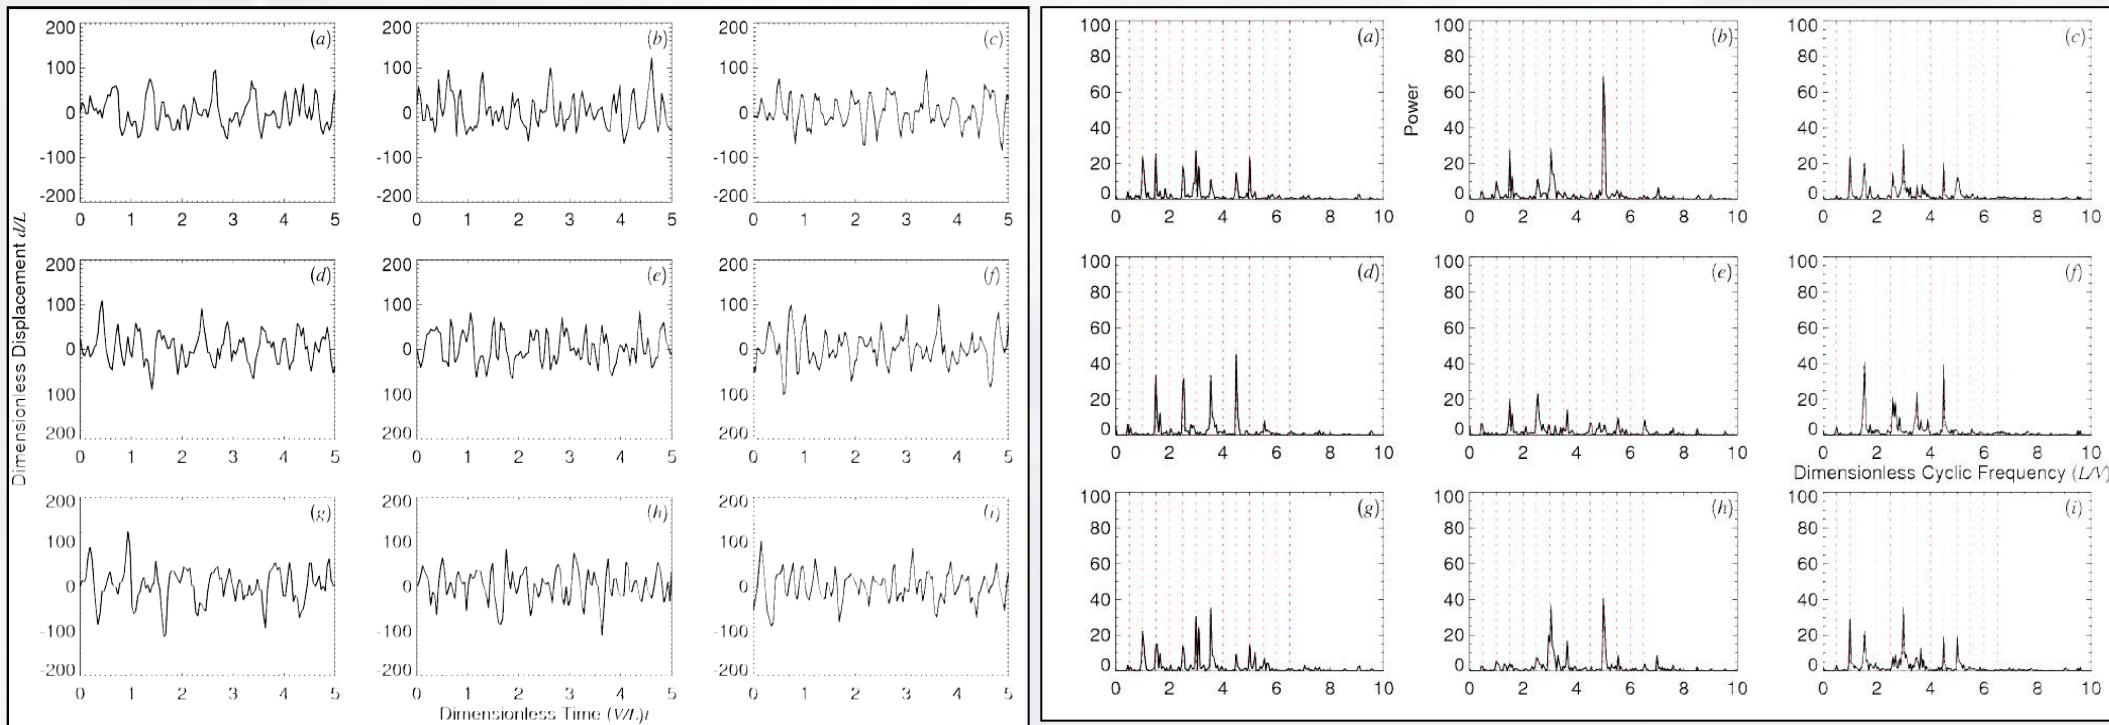 Dimensionless Displacement d/L
200 (a) 200 (b) 200 (c)
100 100 100
0 0 0
-100 -100 -100
-200 -200 -200
0 1 2 3 4 5 0 1 2 3 4 5 0 1 2 3 4 5
200 (d) 200 (e) 200 (f)
100 100 100
0 0 0
100 100 100
200 200 200
0 1 2 3 4 5 0 1 2 3 4 5 0 1 2 3 4 5
200 (g) 200 (h) 200 (i)
100 100 100
0 0 0
-100 -100 -100
-200 -200 -200
0 1 2 3 4 5 0 1 2 3 4 5 0 1 2 3 4 5
Dimensionless Time (V/L)t
100 (a) 100 (b) 100 (c)
80 80 80
60 60 60
Power
40 40 40
20 20 20
0 0 0
0 2 4 6 8 10 0 2 4 6 8 10 0 2 4 6 8 10
100 (d) 100 (e) 100 (f)
80 80 80
60 60 60
40 40 40
20 20 20
0 0 0
0 2 4 6 8 10 0 2 4 6 8 10 0 2 4 6 8 10
Dimensionless Cyclic Frequency (L/V)
100 (g) 100 (h) 100 (i)
80 80 80
60 60 60
40 40 40
20 20 20
0 0 0
0 2 4 6 8 10 0 2 4 6 8 10 0 2 4 6 8 10